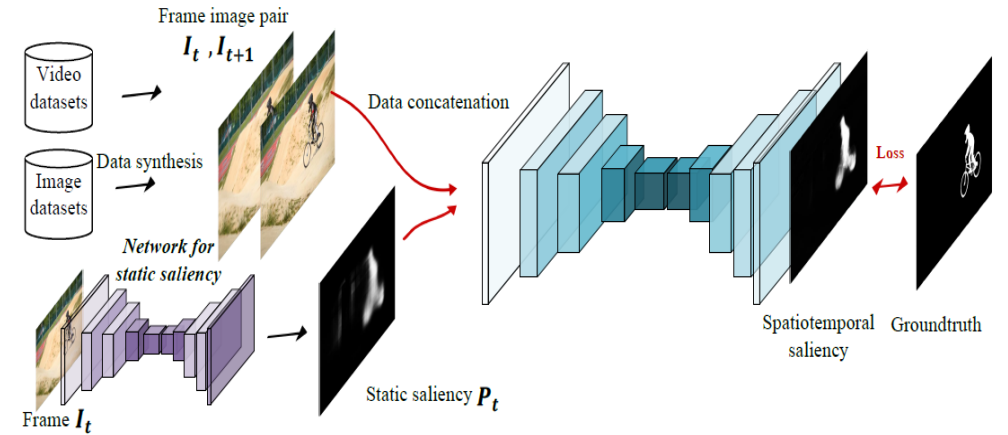 Frame image pair
I_t , I_{t+1}
Video
datasets
Data concatenation
Data synthesis
Image
datasets
Loss
Network for
static saliency
Spatiotemporal
saliency
Groundtruth
Static saliency P_t
Frame I_t